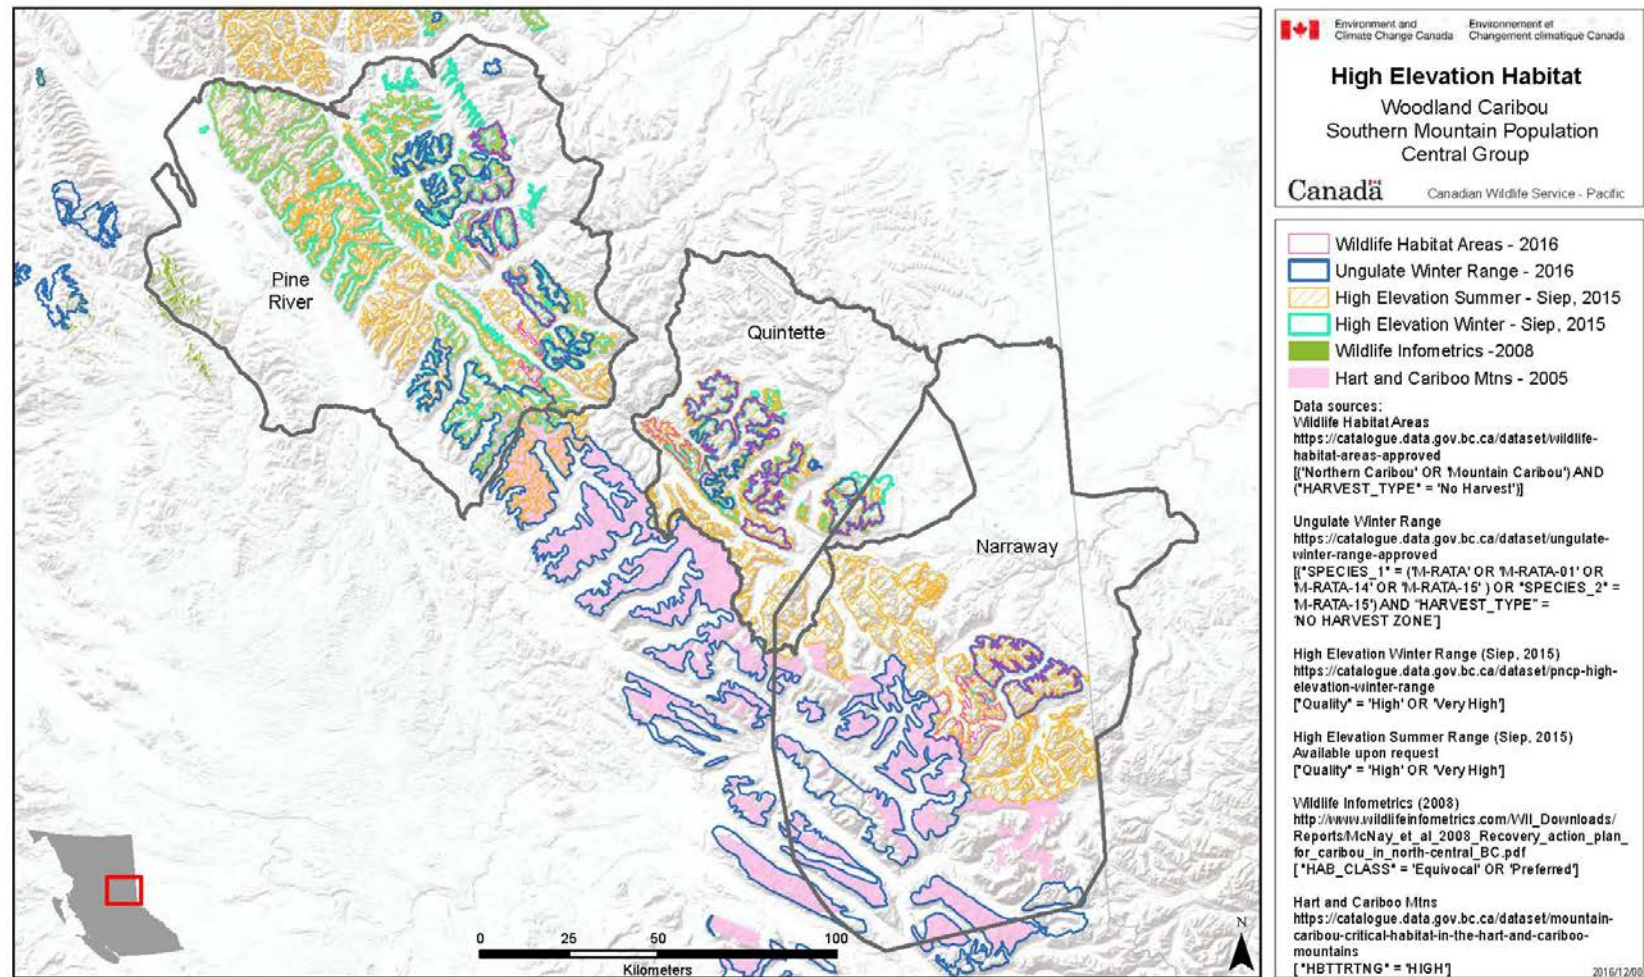 Pine
River
Quintette
Narraway
0 25 50 100
Kilometers
N
Environment and
Climate Change Canada
Environnement et
Changement climatique Canada
High Elevation Habitat
Woodland Caribou
Southern Mountain Population
Central Group
Canada
Canadian Wildlife Service - Pacific
Wildlife Habitat Areas - 2016
Ungulate Winter Range - 2016
High Elevation Summer - Siep, 2015
High Elevation Winter - Siep, 2015
Wildlife Infometrics -2008
Hart and Cariboo Mtns - 2005
Data sources:
Wildlife Habitat Areas
https://catalogue.data.gov.bc.ca/dataset/wildlife-
habitat-areas-approved
[('Northern Caribou' OR 'Mountain Caribou') AND
("HARVEST_TYPE" = 'No Harvest')]
Ungulate Winter Range
https://catalogue.data.gov.bc.ca/dataset/ungulate-
winter-range-approved
[("SPECIES_1" = ('M-RATA' OR 'M-RATA-01' OR
'M-RATA-14' OR 'M-RATA-15' ) OR "SPECIES_2" =
'M-RATA-15') AND "HARVEST_TYPE" =
'NO HARVEST ZONE']
High Elevation Winter Range (Siep, 2015)
https://catalogue.data.gov.bc.ca/dataset/pncp-high-
elevation-winter-range
["Quality" = 'High' OR 'Very High']
High Elevation Summer Range (Siep, 2015)
Available upon request
["Quality" = 'High' OR 'Very High']
Wildlife Infometrics (2008)
http://www.wildlifeinfometrics.com/WII_Downloads/
Reports/McNay_et_al_2008_Recovery_action_plan_
for_caribou_in_north-central_BC.pdf
[ "HAB_CLASS" = 'Equivocal' OR 'Preferred']
Hart and Cariboo Mtns
https://catalogue.data.gov.bc.ca/dataset/mountain-
caribou-critical-habitat-in-the-hart-and-cariboo-
mountains
[ "HBTTRTNG" = 'HIGH']